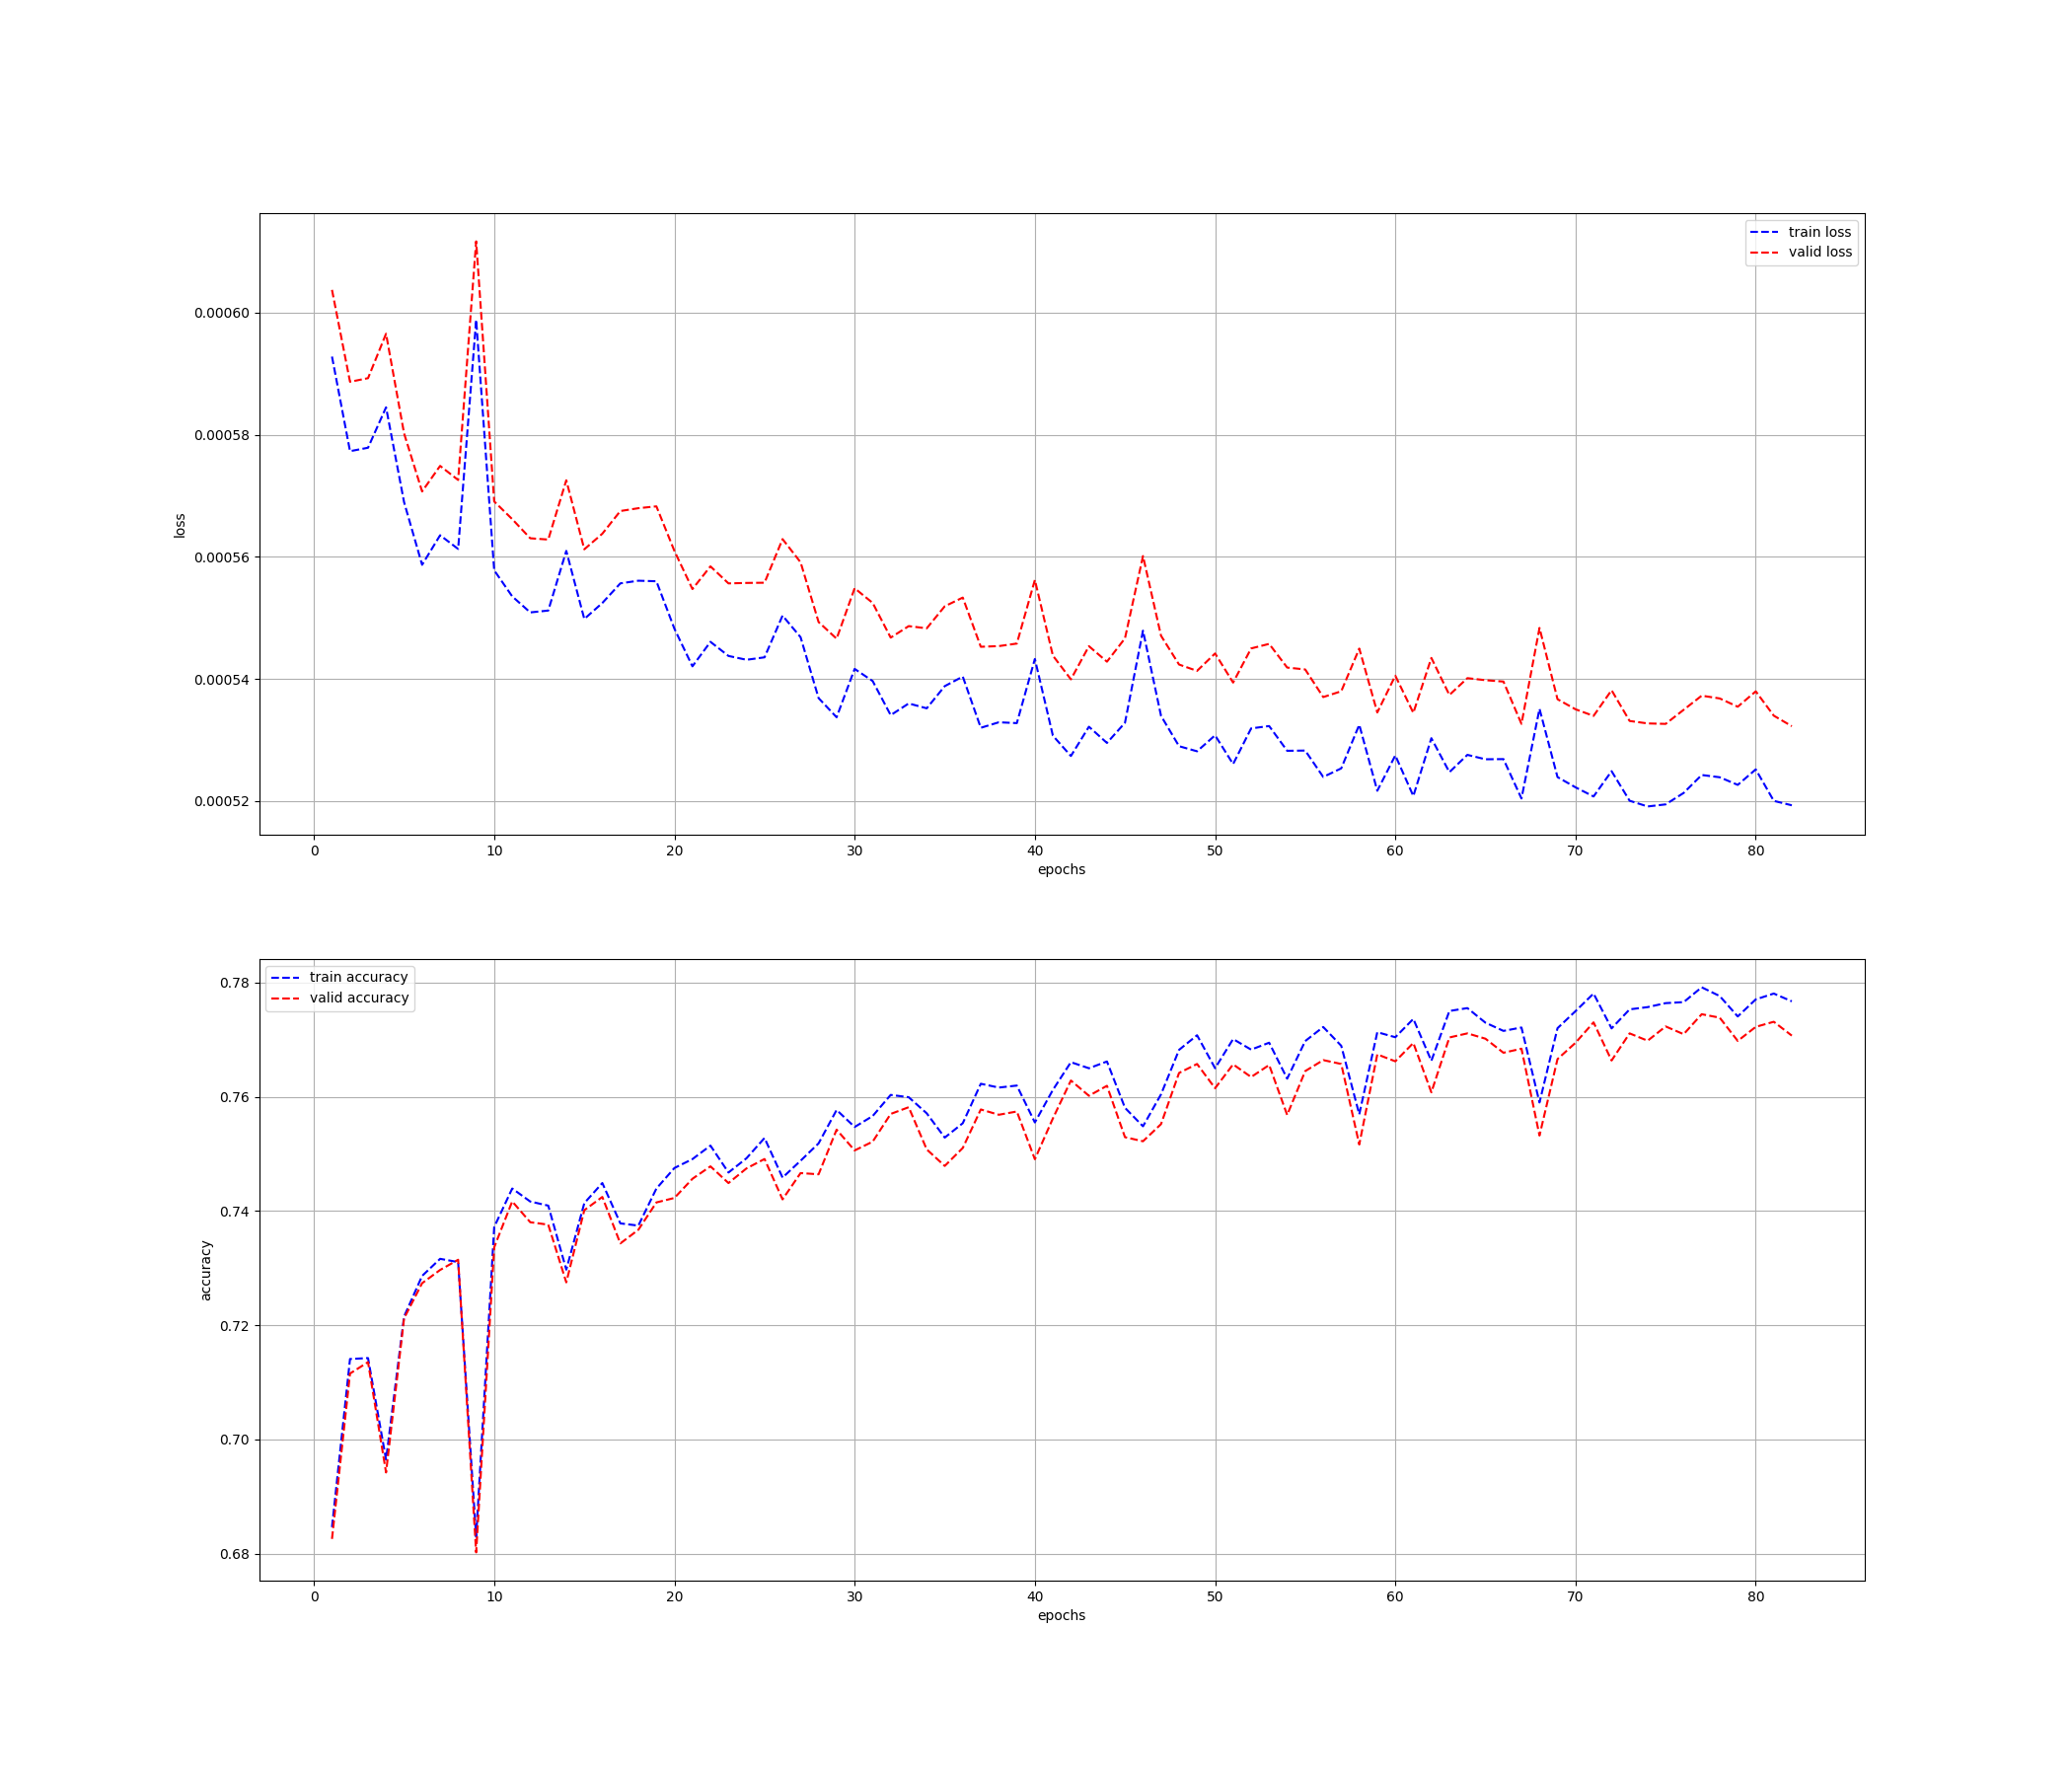 train loss
valid loss
0.00060
0.00058
0.00056
0.00054
0.00052
loss
0 10 20 30 40 50 60 70 80
epochs
train accuracy
valid accuracy
0.78
0.76
0.74
0.72
0.70
0.68
accuracy
0 10 20 30 40 50 60 70 80
epochs